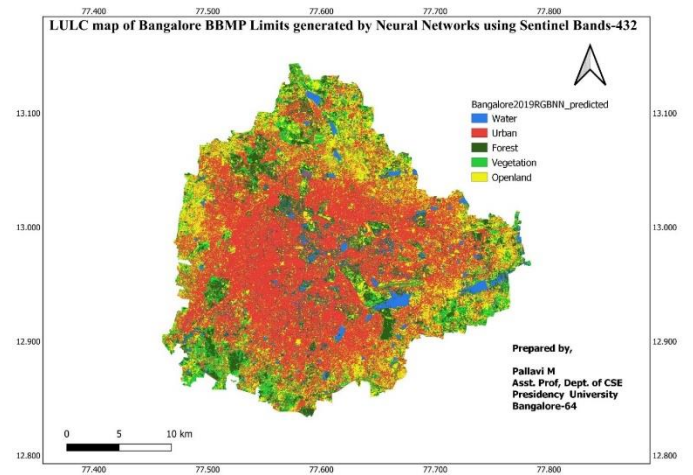 77.400 77.500 77.600 77.700 77.800
LULC map of Bangalore BBMP Limits generated by Neural Networks using Sentinel Bands-432
13.100 13.100
Bangalore2019RGBNN_predicted
Water
Urban
Forest
Vegetation
Openland
13.000 13.000
12.900 12.900
Prepared by,
Pallavi M
Asst. Prof, Dept. of CSE
Presidency University
Bangalore-64
0 5 10 km
12.800 12.800
77.400 77.500 77.600 77.700 77.800